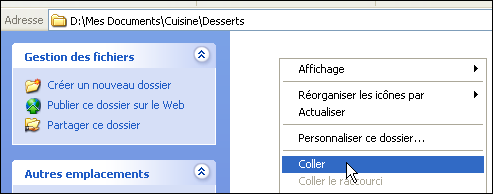 Adresse D:\Mes Documents\Cuisine\Desserts
Gestion des fichiers
Créer un nouveau dossier
Publier ce dossier sur le Web
Partager ce dossier
Autres emplacements
Affichage
Réorganiser les icônes par
Actualiser
Personnaliser ce dossier...
Coller
Coller le raccourci